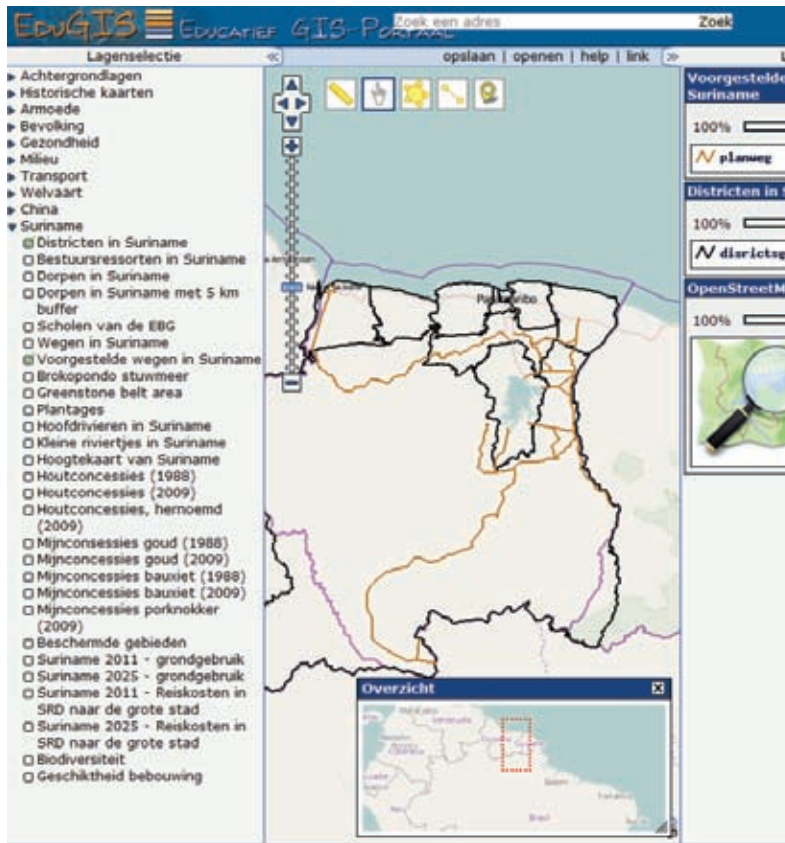 EduGIS Educatief GIS-Portaal
Zoek een adres
Zoek
Lagenselectie
opslaan | openen | help | link
Achtergrondlagen
Historische kaarten
Armoede
Bevolking
Gezondheid
Milieu
Transport
Welvaart
China
Suriname
Districten in Suriname
Bestuursressorten in Suriname
Dorpen in Suriname
Dorpen in Suriname met 5 km
buffer
Scholen van de EBG
Wegen in Suriname
Voorgestelde wegen in Suriname
Brokopondo stuwmeer
Greenstone belt area
Plantages
Hoofdrivieren in Suriname
Kleine riviertjes in Suriname
Hoogtekaart van Suriname
Houtconcessies (1988)
Houtconcessies (2009)
Houtconcessies, hernoemd
(2009)
Mijnconsessies goud (1988)
Mijnconcessies goud (2009)
Mijnconcessies bauxiet (1988)
Mijnconcessies bauxiet (2009)
Mijnconcessies porknokker
(2009)
Beschermde gebieden
Suriname 2011 - grondgebruik
Suriname 2025 - grondgebruik
Suriname 2011 - Reiskosten in
SRD naar de grote stad
Suriname 2025 - Reiskosten in
SRD naar de grote stad
Biodiversiteit
Geschiktheid bebouwing
Overzicht
Venezuela
Brasil
Voorgestelde
Suriname
100%
planweg
Districten in S
100%
OpenStreetM
100%